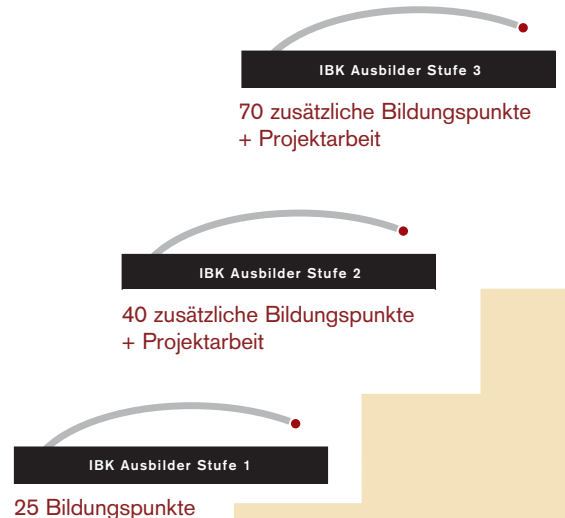 IBK Ausbilder Stufe 3
70 zusätzliche Bildungspunkte
+ Projektarbeit
IBK Ausbilder Stufe 2
40 zusätzliche Bildungspunkte
+ Projektarbeit
IBK Ausbilder Stufe 1
25 Bildungspunkte